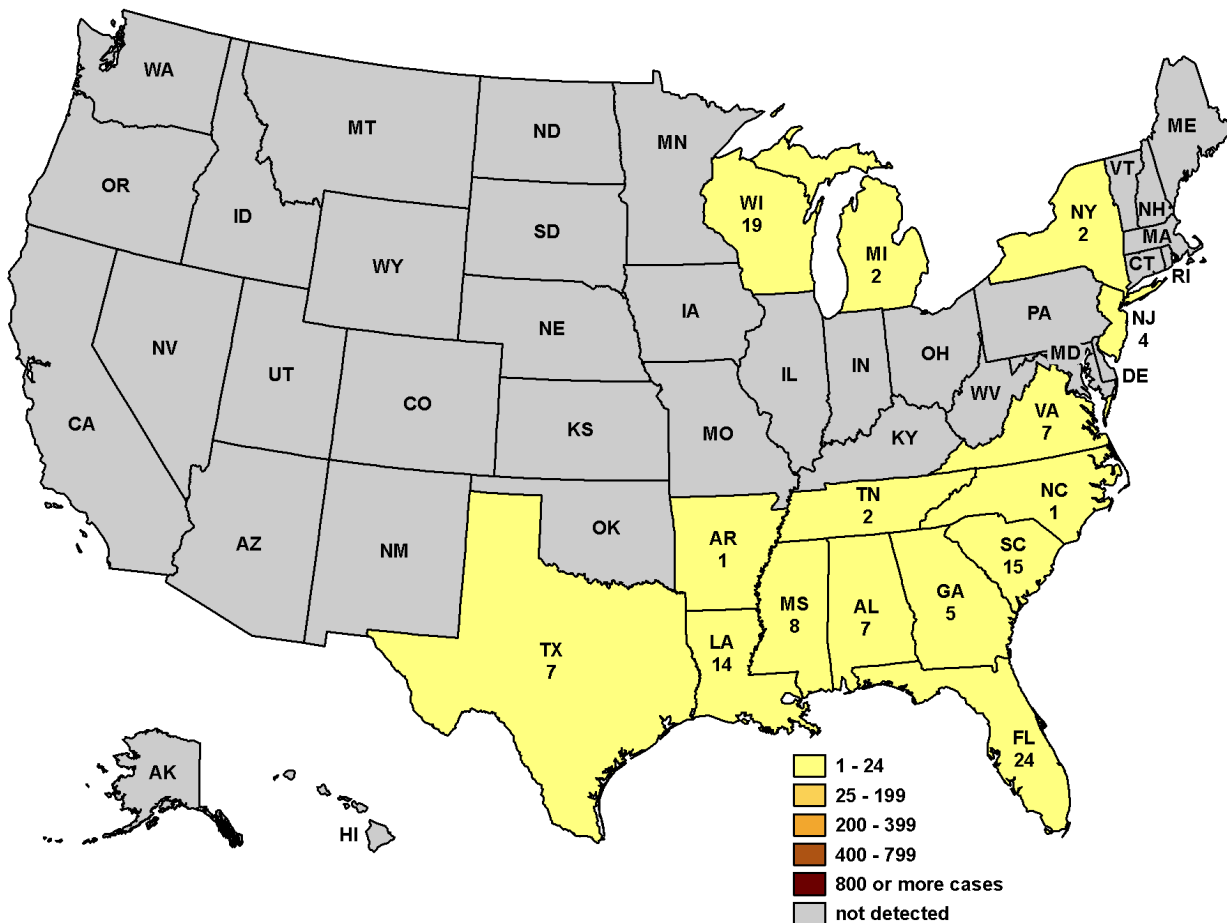 WA
MT
ND
MN
ME
OR
ID
SD
WI
19
MI
2
NY
2
VT
NH
MA
CT
RI
WY
IA
NE
PA
NJ
4
NV
UT
CO
IL
IN
OH
MD
DE
WV
VA
7
CA
KS
MO
KY
TN
2
NC
1
AZ
NM
OK
AR
1
SC
15
MS
8
AL
7
GA
5
TX
7
LA
14
FL
24
AK
HI
1 - 24
25 - 199
200 - 399
400 - 799
800 or more cases
not detected